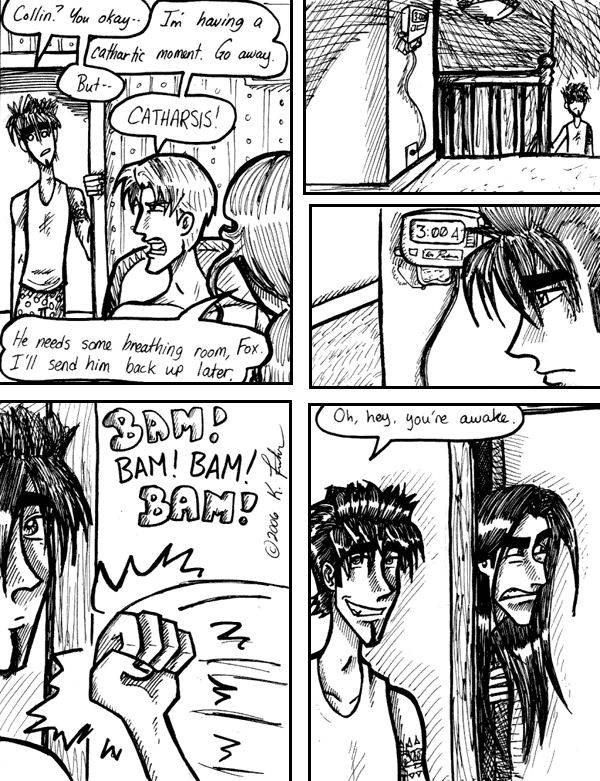 Collin? You okay--
I'm having a
cathartic moment. Go away.
But--
CATHARSIS!
He needs some breathing room, Fox.
I'll send him back up later.
3:00 A
BAM!
BAM! BAM!
BAM!
©2006 K.
Oh, hey, you're awake.